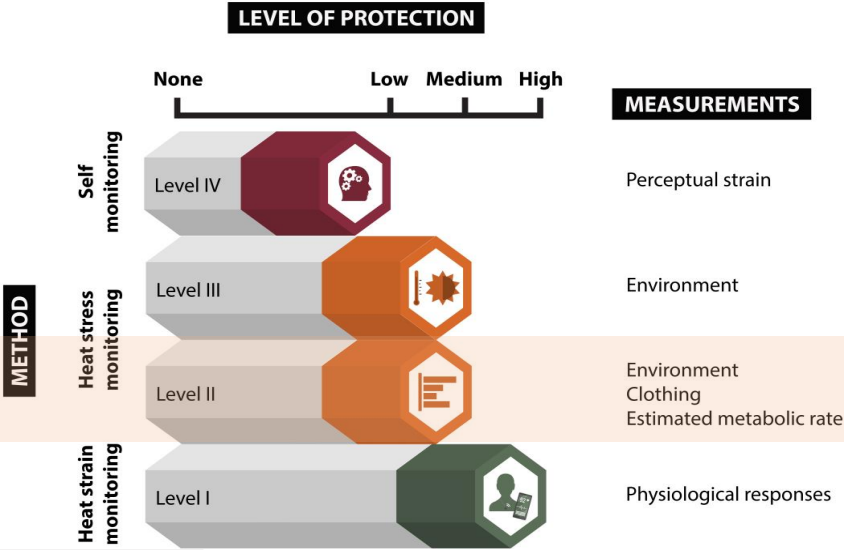 LEVEL OF PROTECTION
None Low Medium High
MEASUREMENTS
METHOD
Self
monitoring
Level IV
Perceptual strain
Heat stress
monitoring
Level III
Environment
Level II
Environment
Clothing
Estimated metabolic rate
Heat strain
monitoring
Level I
Physiological responses